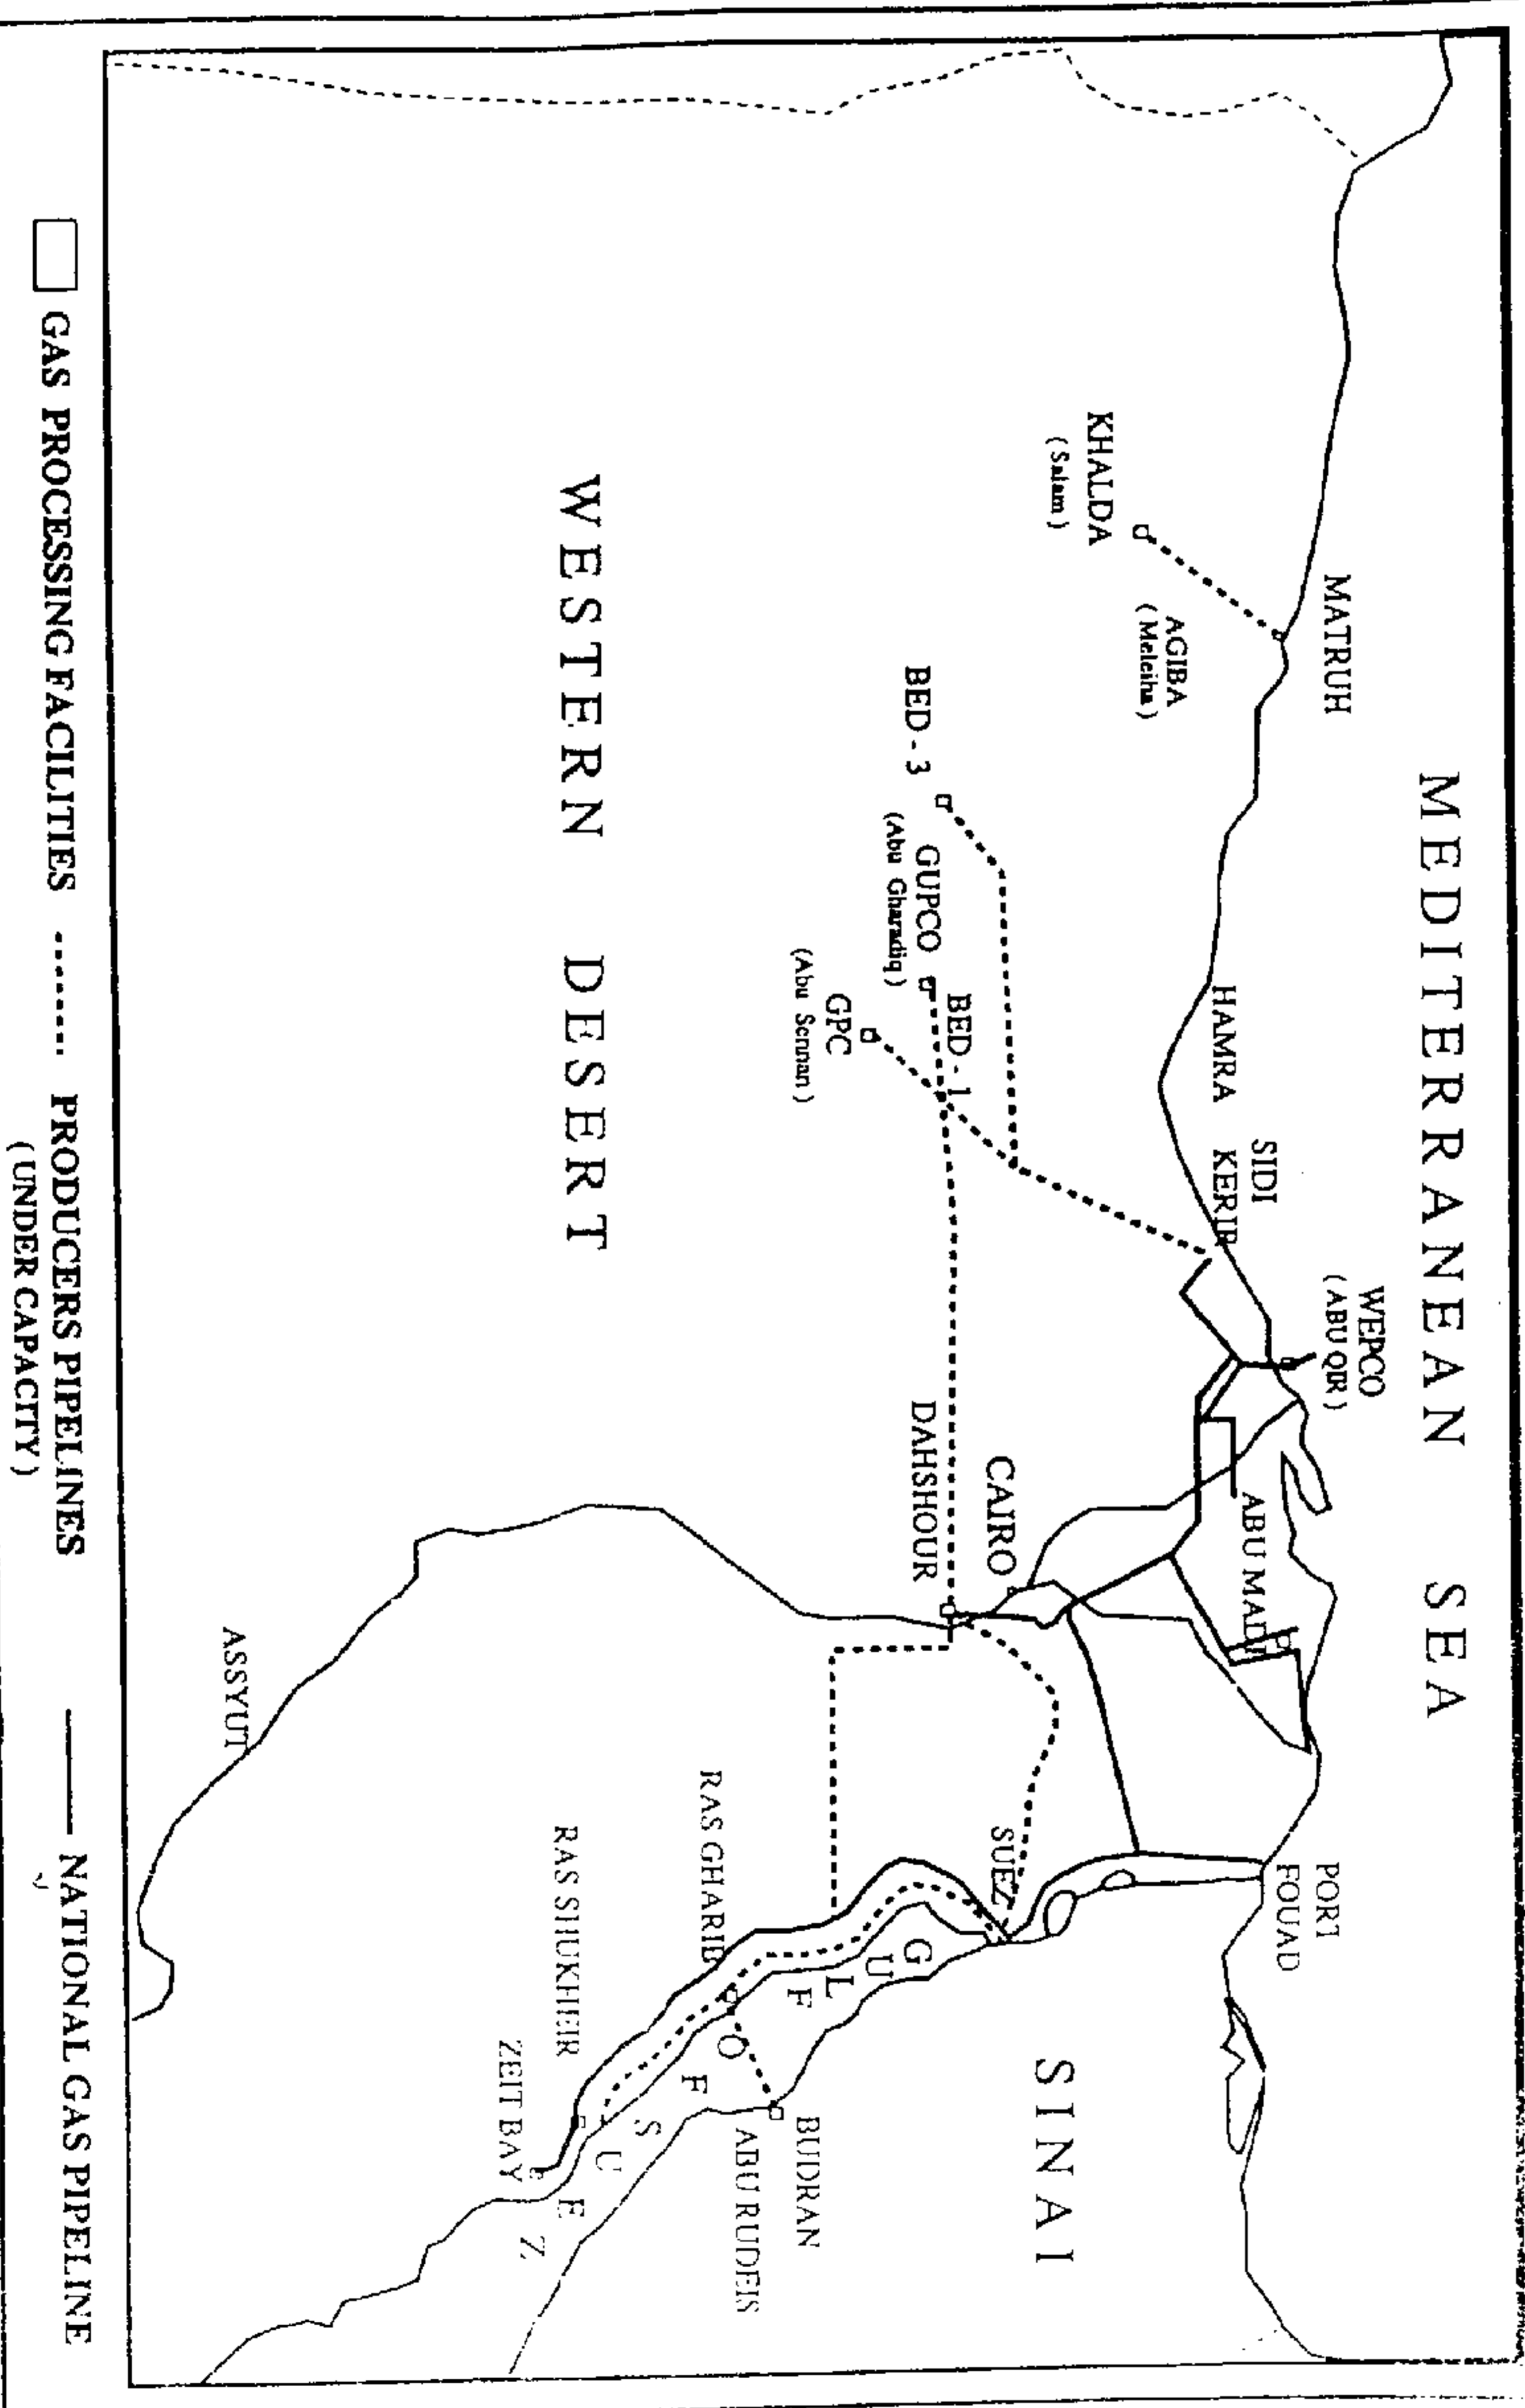 MEDITERRANEAN SEA
MATRUH
KHALDA
(Salam)
AGIBA
(Meleiha)
HAMRA
SIDI
KERIR
WEPCO
(ABU QIR)
ABU MADI
PORT
FOUAD
BED-3
GUPCO
(Abu Gharadiq)
BED-1
GPC
(Abu Sennan)
DAHSHOUR
CAIRO
SUEZ
SINAI
WESTERN DESERT
GULF OF SUEZ
RAS GHARIB
RAS SHUKHEIR
ZEIT BAY
BUDRAN
ABU RUDEIS
ASSYUT
GAS PROCESSING FACILITIES
PRODUCERS PIPELINES
(UNDER CAPACITY)
NATIONAL GAS PIPELINE